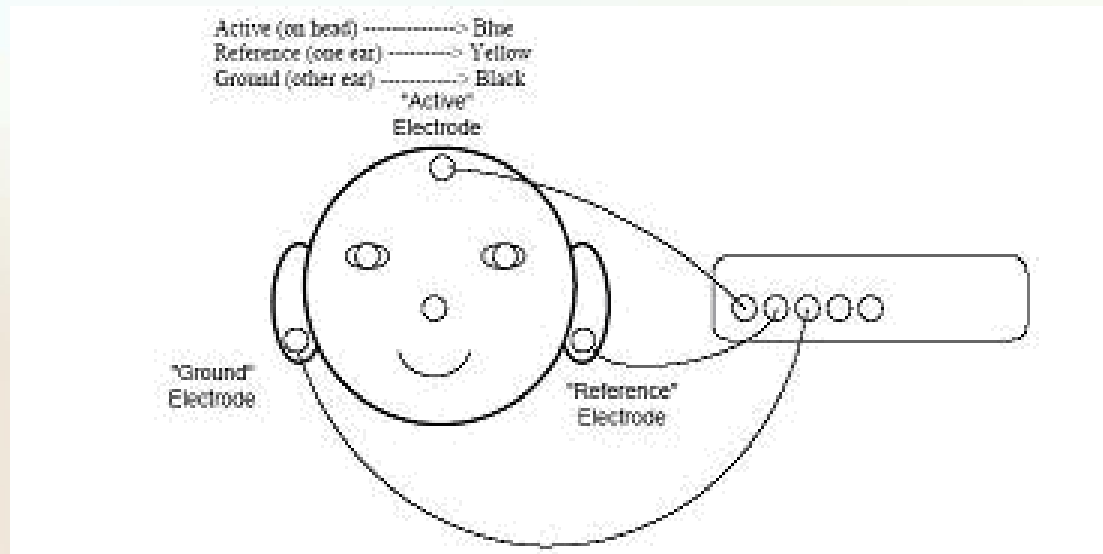 Active (on head) --------------> Blue
Reference (one ear) -----------> Yellow
Ground (other ear) -----------> Black
"Active"
Electrode
"Ground"
Electrode
"Reference"
Electrode